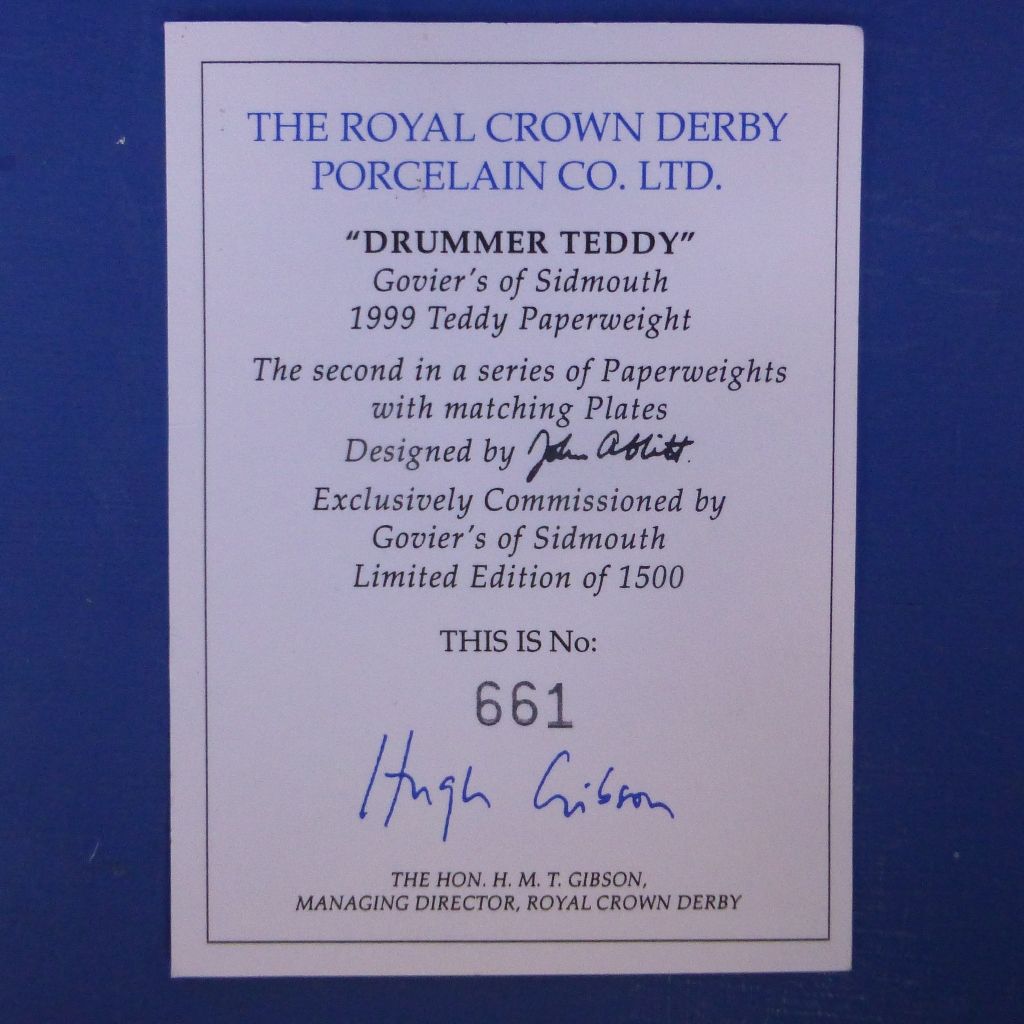 THE ROYAL CROWN DERBY
PORCELAIN CO. LTD.
“DRUMMER TEDDY”
Govier’s of Sidmouth
1999 Teddy Paperweight
The second in a series of Paperweights
with matching Plates
Designed by John Ablitt.
Exclusively Commissioned by
Govier’s of Sidmouth
Limited Edition of 1500
THIS IS No:
661
Hugh Gibson
THE HON. H. M. T. GIBSON,
MANAGING DIRECTOR, ROYAL CROWN DERBY